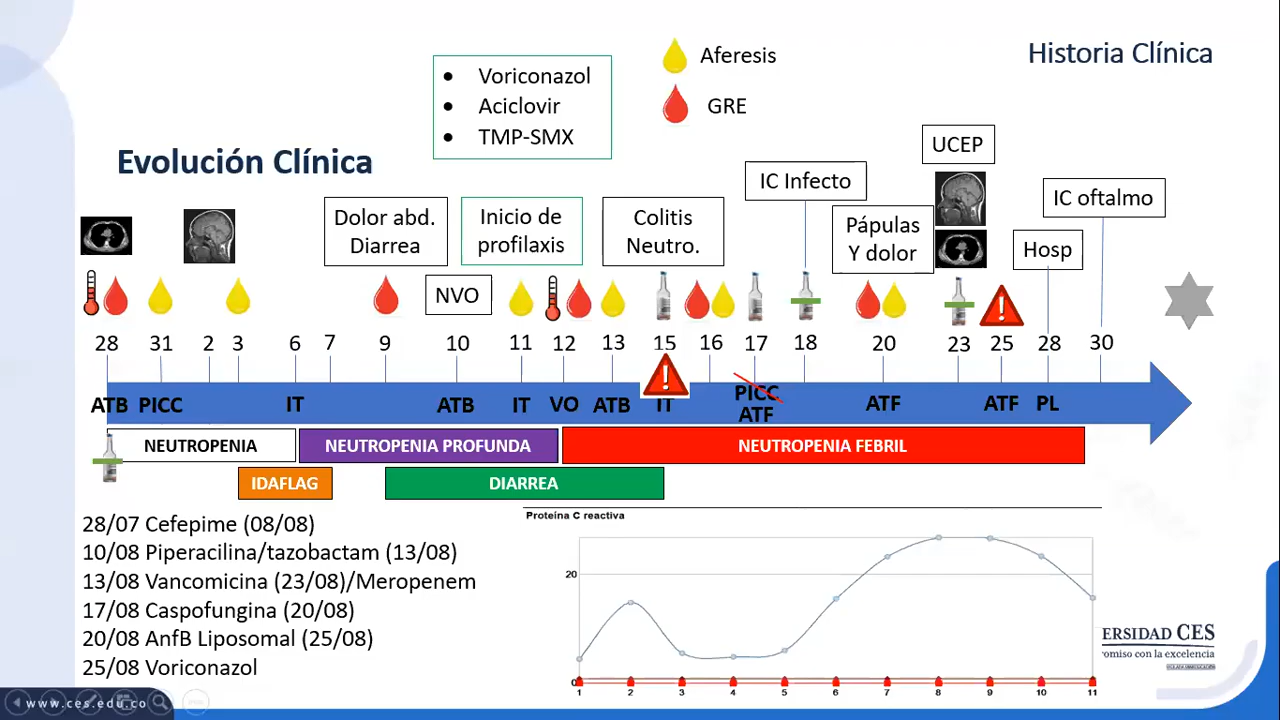 Historia Clínica
Aferesis
GRE
• Voriconazol
• Aciclovir
• TMP-SMX
Evolución Clínica
UCEP
IC Infecto
IC oftalmo
Dolor abd.
Diarrea
Inicio de
profilaxis
Colitis
Neutro.
Pápulas
Y dolor
Hosp
NVO
28 31 2 3 6 7 9 10 11 12 13 15 16 17 18 20 23 25 28 30
ATB PICC IT ATB IT VO ATB IT PICC ATF ATF ATF PL
NEUTROPENIA
NEUTROPENIA PROFUNDA
NEUTROPENIA FEBRIL
IDAFLAG
DIARREA
28/07 Cefepime (08/08)
10/08 Piperacilina/tazobactam (13/08)
13/08 Vancomicina (23/08)/Meropenem
17/08 Caspofungina (20/08)
20/08 AnfB Liposomal (25/08)
25/08 Voriconazol
Proteína C reactiva
20
0
1 2 3 4 5 6 7 8 9 10 11
ERSIDAD CES
romiso con la excelencia
www.ces.edu.co